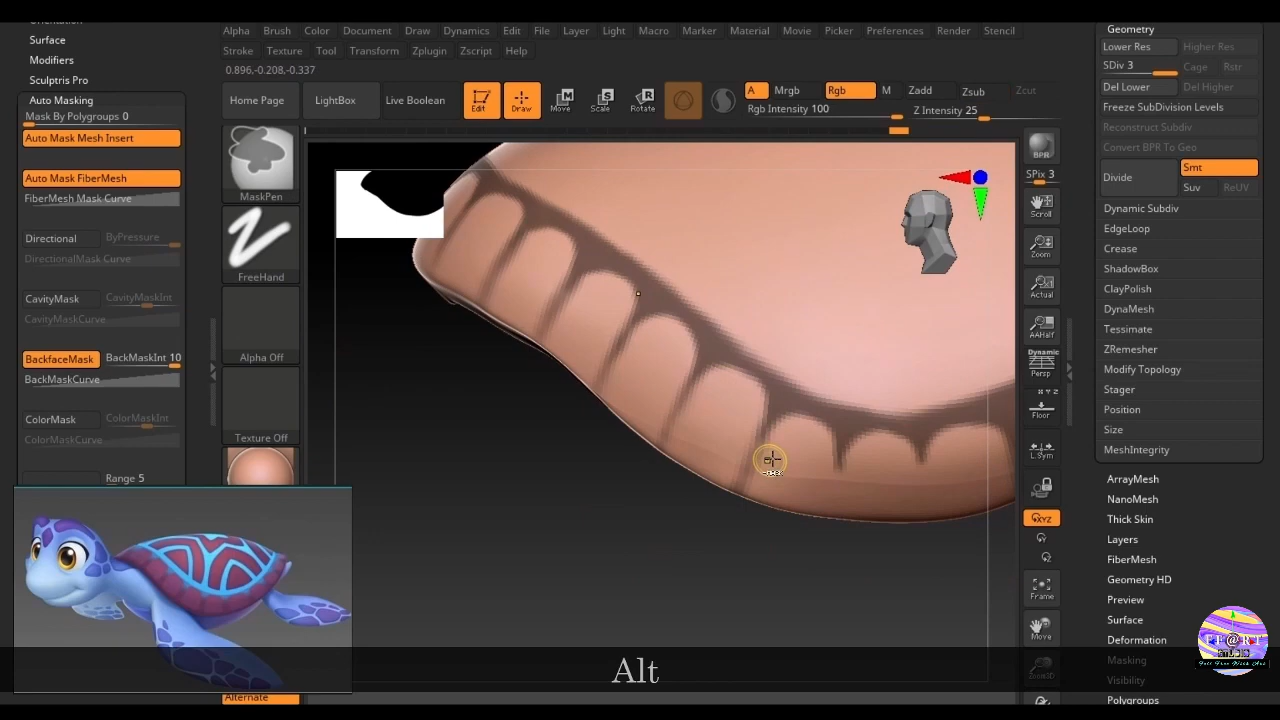 Surface
Modifiers
Sculptris Pro
Auto Masking
Mask By Polygroups 0
Auto Mask Mesh Insert
Auto Mask FiberMesh
FiberMesh Mask Curve
Directional
ByPressure
DirectionalMask Curve
CavityMask
CavityMaskInt
CavityMaskCurve
BackfaceMask
BackMaskInt 10
BackMaskCurve
ColorMask
ColorMaskInt
ColorMaskCurve
Range 5
Alpha Brush Color Document Draw Dynamics Edit File Layer Light Macro Marker Material Movie Picker Preferences Render Stencil
Stroke Texture Tool Transform Zplugin Zscript Help
0.896,-0.208,-0.337
Home Page
LightBox
Live Boolean
Edit
Draw
Move
Scale
Rotate
A
Mrgb
Rgb
M
Zadd
Zsub
Zcut
Rgb Intensity 100
Z Intensity 25
MaskPen
FreeHand
Alpha Off
Texture Off
Alternate
BPR
SPix 3
Scroll
Zoom
Actual
AAHalf
Dynamic
Persp
X Y Z
Floor
L.Sym
XYZ
Frame
Move
Zoom3D
Geometry
Lower Res
Higher Res
SDiv 3
Cage
Rstr
Del Lower
Del Higher
Freeze SubDivision Levels
Reconstruct Subdiv
Convert BPR To Geo
Divide
Smt
Suv
ReUV
Dynamic Subdiv
EdgeLoop
Crease
ShadowBox
ClayPolish
DynaMesh
Tessimate
ZRemesher
Modify Topology
Stager
Position
Size
MeshIntegrity
ArrayMesh
NanoMesh
Thick Skin
Layers
FiberMesh
Geometry HD
Preview
Surface
Deformation
Masking
Visibility
Polygroups
Alt